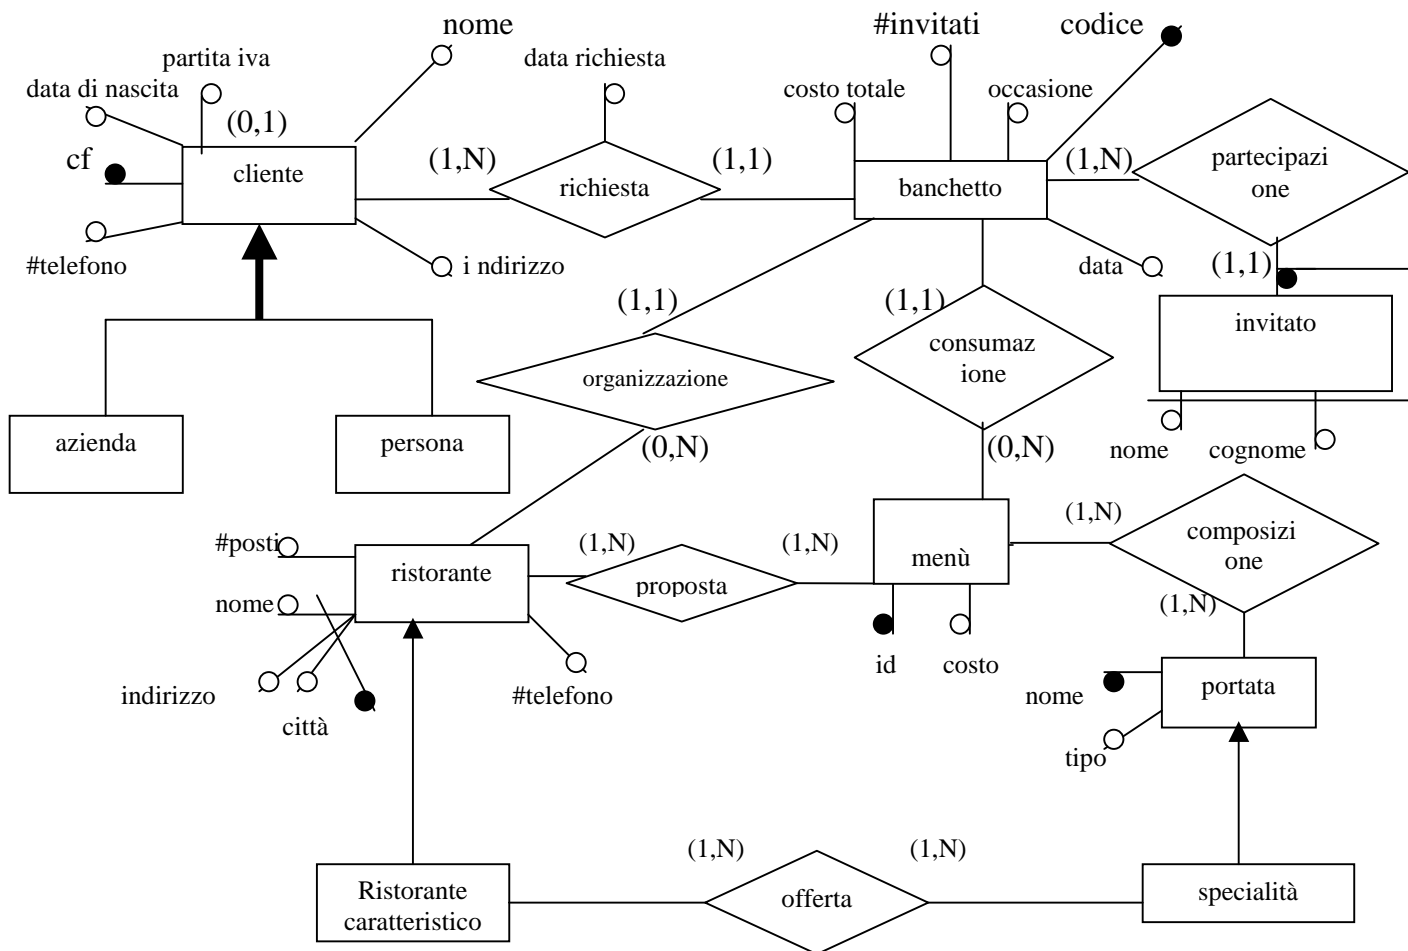 nome
#invitati
codice
partita iva
data richiesta
data di nascita
costo totale
occasione
(0,1)
cf
cliente
(1,N)
richiesta
(1,1)
banchetto
(1,N)
partecipazi
one
#telefono
i ndirizzo
data
(1,1)
(1,1)
(1,1)
invitato
organizzazione
consumaz
ione
azienda
persona
(0,N)
(0,N)
nome
cognome
#posti
ristorante
(1,N)
proposta
(1,N)
menù
(1,N)
composizi
one
nome
(1,N)
indirizzo
città
#telefono
id
costo
nome
portata
tipo
(1,N)
(1,N)
Ristorante
caratteristico
offerta
specialità